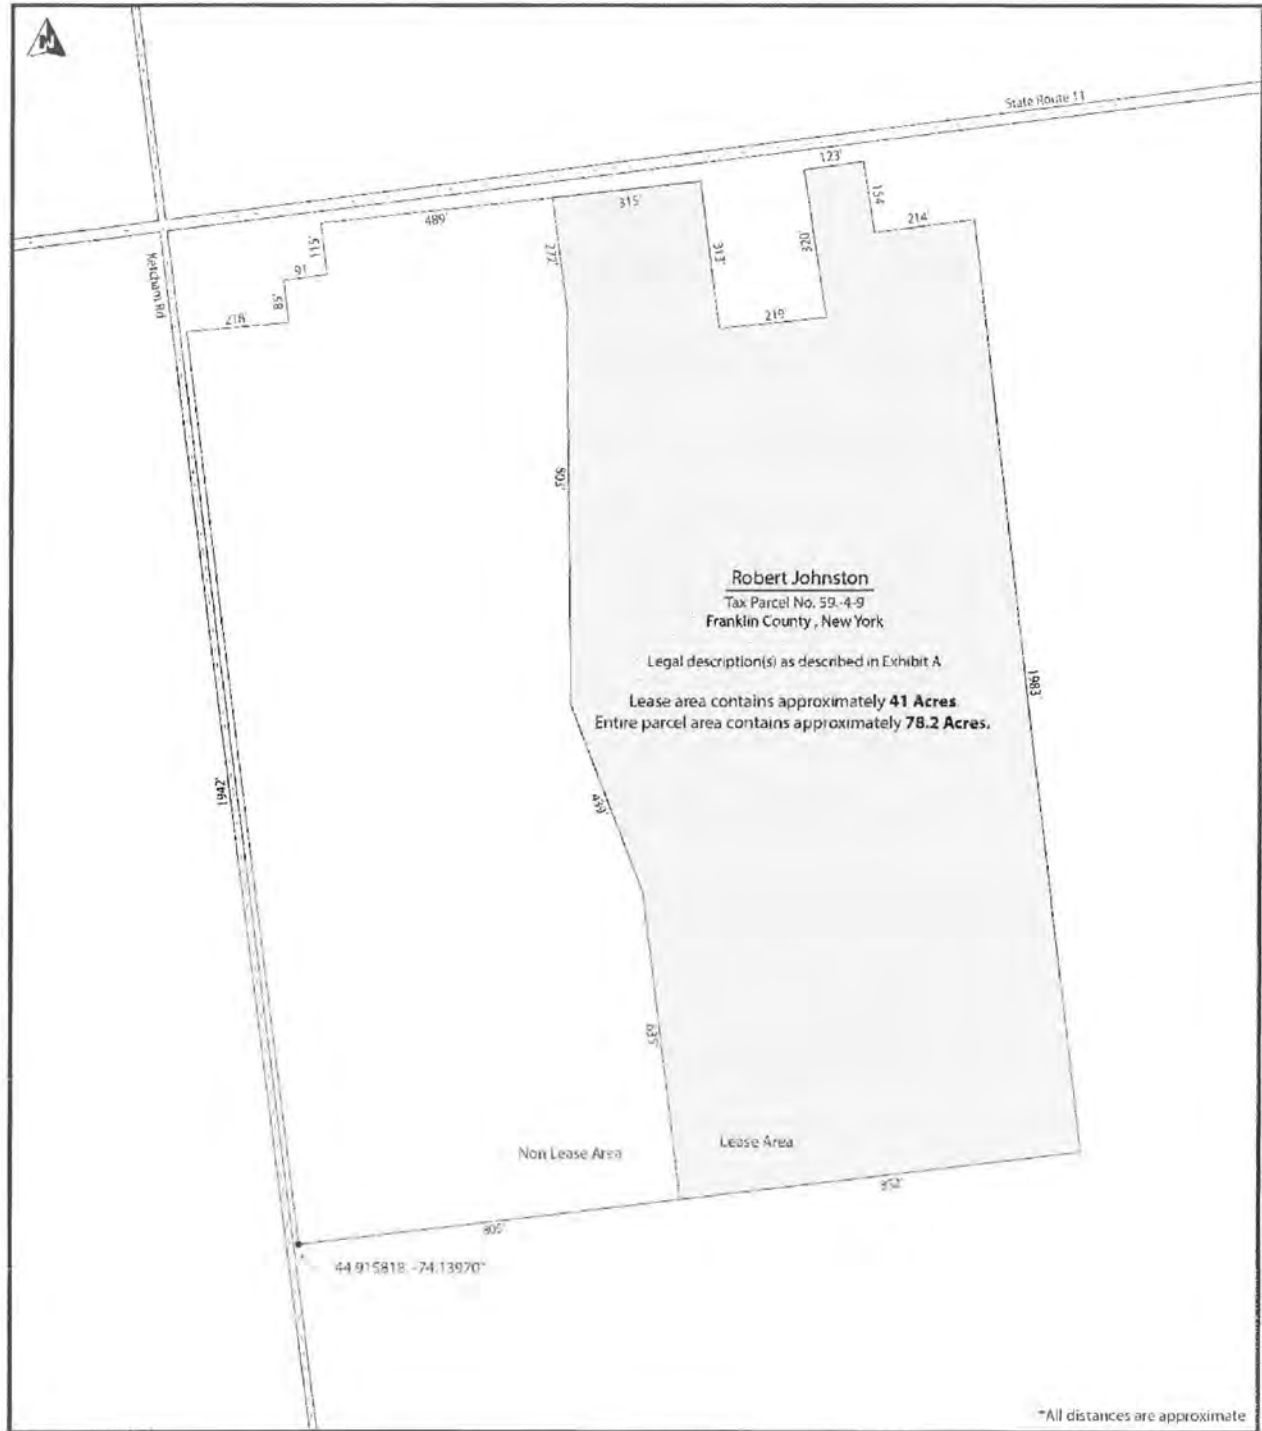 N
State Route 11
123'
154'
214'
315'
489'
272'
313'
320'
115'
91'
85'
219'
218'
Ketcham Rd
803'
Robert Johnston
Tax Parcel No. 59.-4-9
Franklin County, New York
Legal description(s) as described in Exhibit A
Lease area contains approximately 41 Acres
Entire parcel area contains approximately 78.2 Acres.
1983'
1942'
439'
635'
Non Lease Area
Lease Area
852'
805'
44.915818, -74.13970°
*All distances are approximate